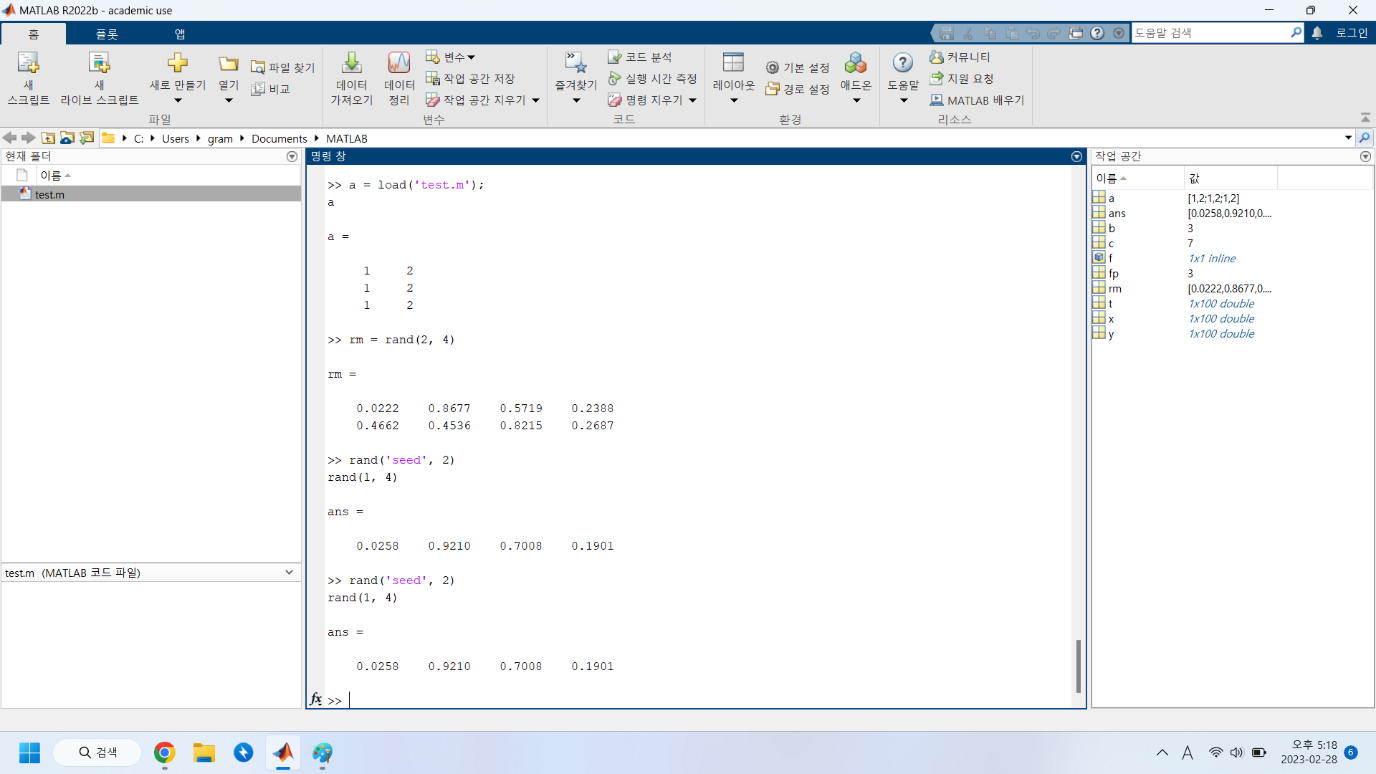 MATLAB R2022b - academic use
홈 플롯 앱
도움말 검색
로그인
새
스크립트
새
라이브 스크립트
새로 만들기
열기
파일 찾기
비교
파일
데이터
가져오기
데이터
정리
변수
작업 공간 저장
작업 공간 지우기
변수
즐겨찾기
코드 분석
실행 시간 측정
명령 지우기
코드
레이아웃
기본 설정
경로 설정
애드온
환경
도움말
커뮤니티
지원 요청
MATLAB 배우기
리소스
C: Users gram Documents MATLAB
현재 폴더
이름
test.m
test.m (MATLAB 코드 파일)
명령 창
>> a = load('test.m');
a
a =
1 2
1 2
1 2
>> rm = rand(2, 4)
rm =
0.0222 0.8677 0.5719 0.2388
0.4662 0.4536 0.8215 0.2687
>> rand('seed', 2)
rand(1, 4)
ans =
0.0258 0.9210 0.7008 0.1901
>> rand('seed', 2)
rand(1, 4)
ans =
0.0258 0.9210 0.7008 0.1901
fx >>
작업 공간
이름 값
a [1,2;1,2;1,2]
ans [0.0258,0.9210,0....
b 3
c 7
f 1x1 inline
fp 3
rm [0.0222,0.8677,0....
t 1x100 double
x 1x100 double
y 1x100 double
검색
A
오후 5:18
2023-02-28
6